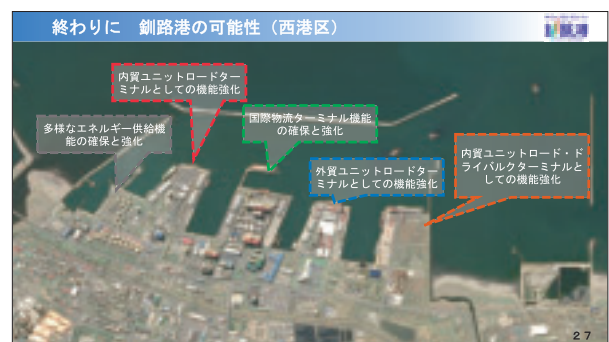 終わりに 釧路港の可能性（西港区）
内貿ユニットロードター
ミナルとしての機能強化
多様なエネルギー供給機
能の確保と強化
国際物流ターミナル機能
の確保と強化
外貿ユニットロードター
ミナルとしての機能強化
内貿ユニットロード・ド
ライバルクターミナルと
しての機能強化
27